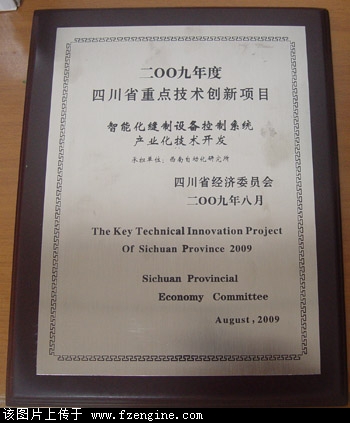 二〇〇九年度
四川省重点技术创新项目
智能化缝制设备控制系统
产业化技术开发
承担单位：西南自动化研究所
四川省经济委员会
二〇〇九年八月
The Key Technical Innovation Project
Of Sichuan Province 2009
Sichuan Provincial
Economy Committee
August, 2009
该图片上传于 www.fzengine.com